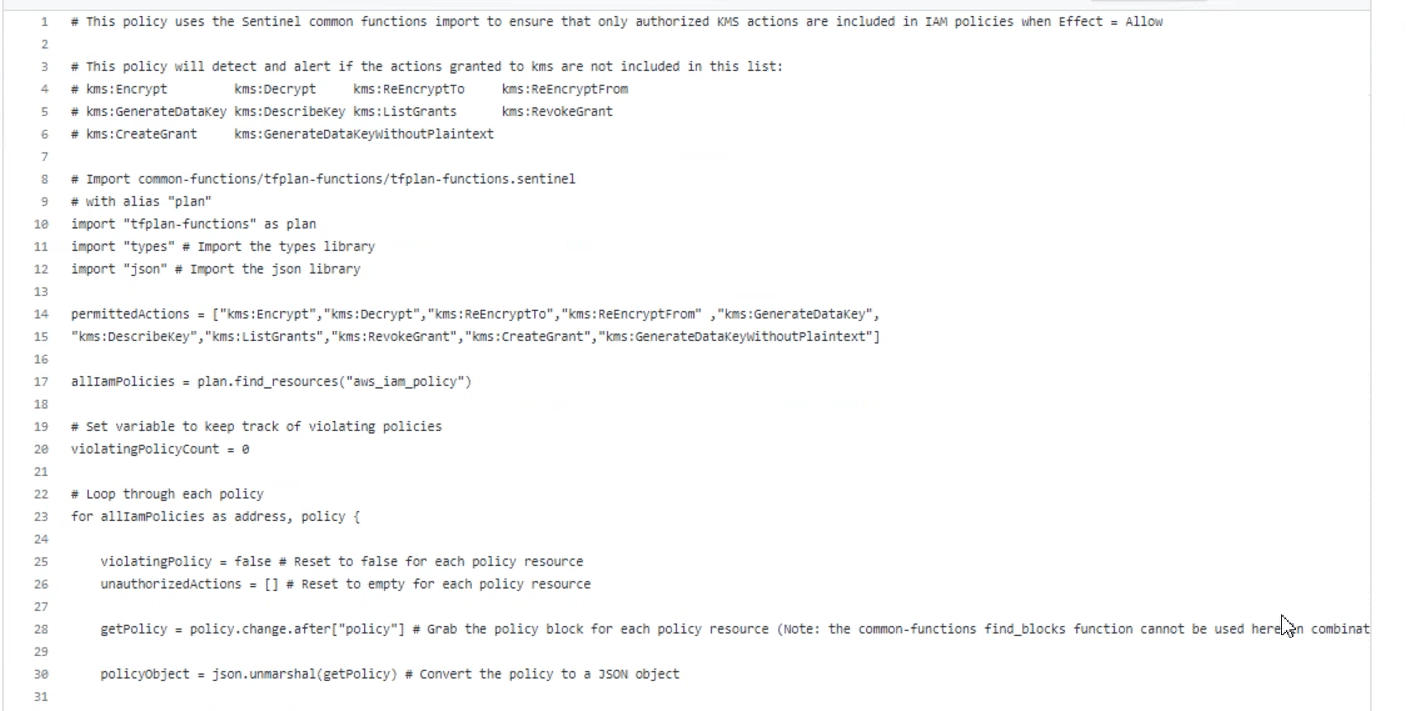 1 # This policy uses the Sentinel common functions import to ensure that only authorized KMS actions are included in IAM policies when Effect = Allow
2
3 # This policy will detect and alert if the actions granted to kms are not included in this list:
4 # kms:Encrypt         kms:Decrypt     kms:ReEncryptTo     kms:ReEncryptFrom
5 # kms:GenerateDataKey kms:DescribeKey kms:ListGrants      kms:RevokeGrant
6 # kms:CreateGrant     kms:GenerateDataKeyWithoutPlaintext
7
8 # Import common-functions/tfplan-functions/tfplan-functions.sentinel
9 # with alias "plan"
10 import "tfplan-functions" as plan
11 import "types" # Import the types library
12 import "json" # Import the json library
13
14 permittedActions = ["kms:Encrypt","kms:Decrypt","kms:ReEncryptTo","kms:ReEncryptFrom" ,"kms:GenerateDataKey",
15 "kms:DescribeKey","kms:ListGrants","kms:RevokeGrant","kms:CreateGrant","kms:GenerateDataKeyWithoutPlaintext"]
16
17 allIamPolicies = plan.find_resources("aws_iam_policy")
18
19 # Set variable to keep track of violating policies
20 violatingPolicyCount = 0
21
22 # Loop through each policy
23 for allIamPolicies as address, policy {
24
25     violatingPolicy = false # Reset to false for each policy resource
26     unauthorizedActions = [] # Reset to empty for each policy resource
27
28     getPolicy = policy.change.after["policy"] # Grab the policy block for each policy resource (Note: the common-functions find_blocks function cannot be used here in combinat
29
30     policyObject = json.unmarshal(getPolicy) # Convert the policy to a JSON object
31